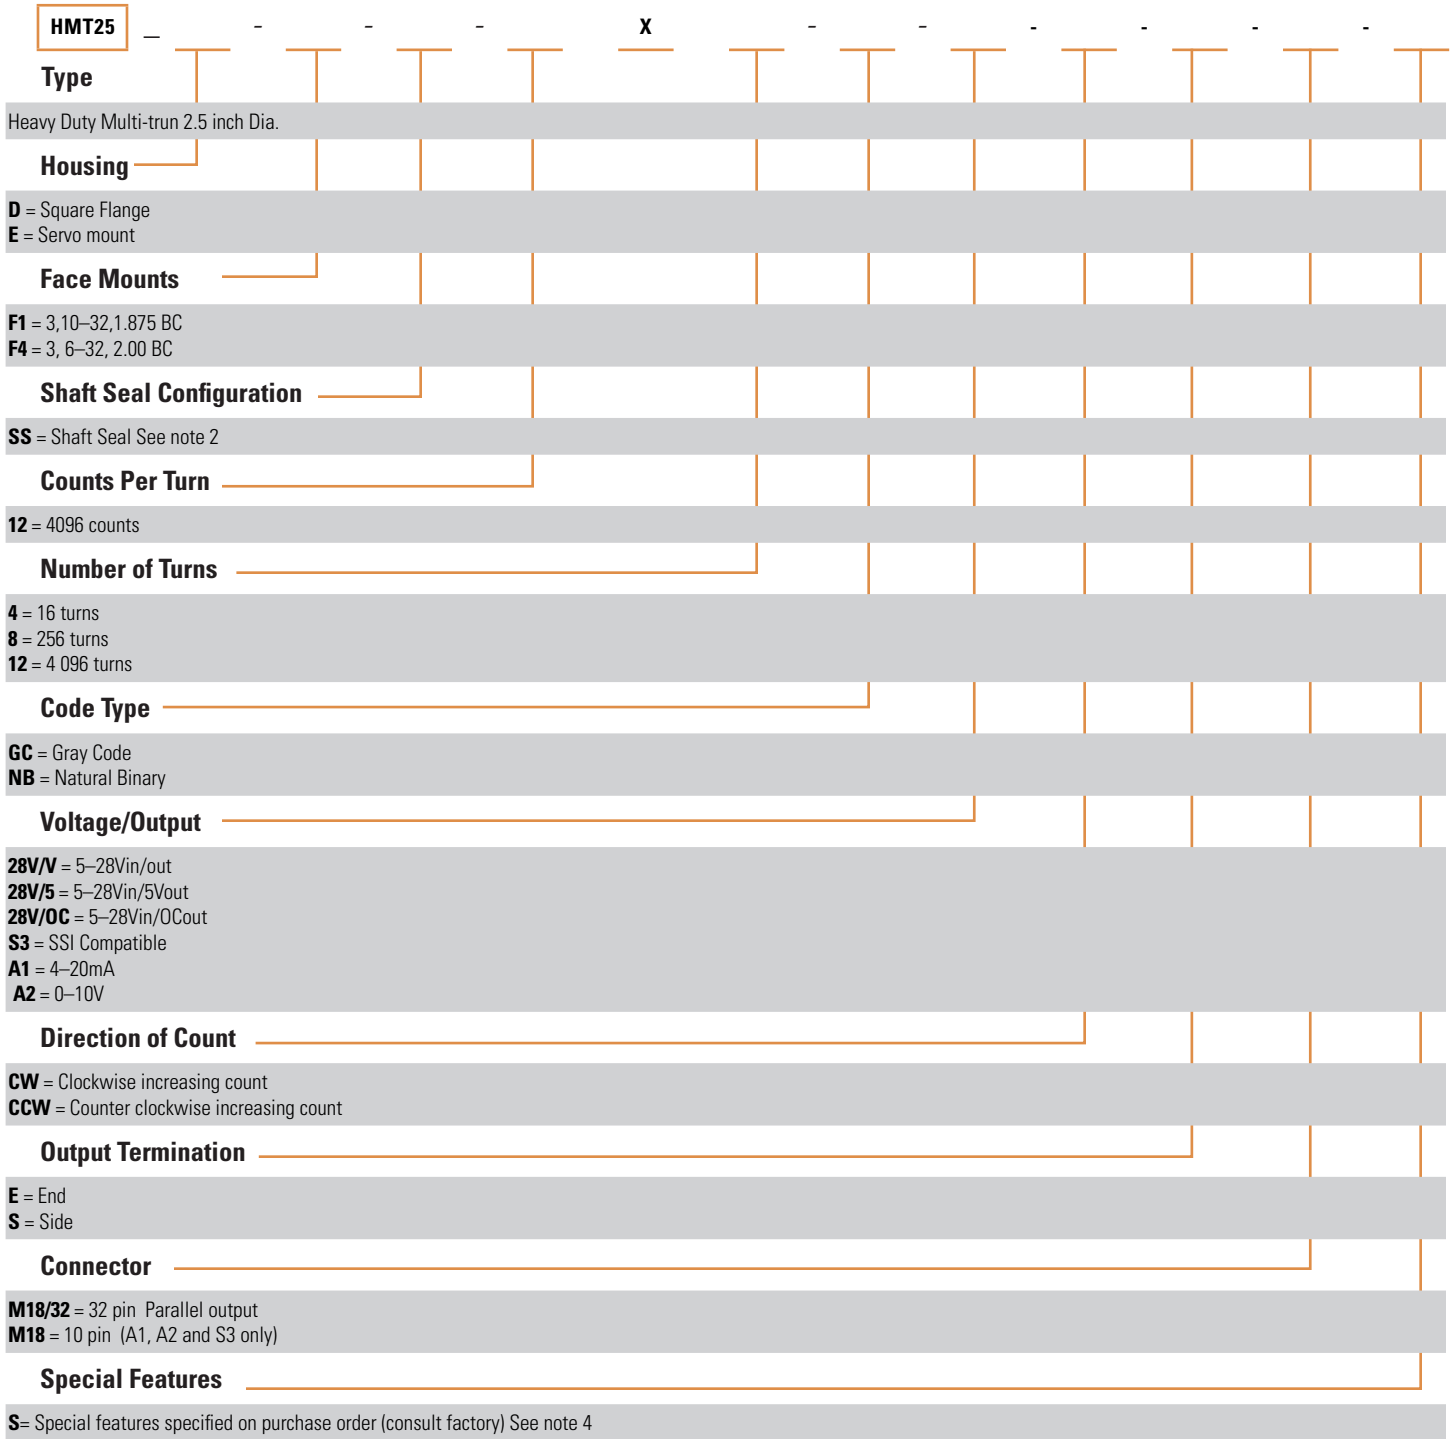 HMT25 _ – – – X – – - - - -
Type
Heavy Duty Multi-trun 2.5 inch Dia.
Housing
D = Square Flange
E = Servo mount
Face Mounts
F1 = 3,10–32,1.875 BC
F4 = 3, 6–32, 2.00 BC
Shaft Seal Configuration
SS = Shaft Seal See note 2
Counts Per Turn
12 = 4096 counts
Number of Turns
4 = 16 turns
8 = 256 turns
12 = 4 096 turns
Code Type
GC = Gray Code
NB = Natural Binary
Voltage/Output
28V/V = 5–28Vin/out
28V/5 = 5–28Vin/5Vout
28V/OC = 5–28Vin/OCout
S3 = SSI Compatible
A1 = 4–20mA
A2 = 0–10V
Direction of Count
CW = Clockwise increasing count
CCW = Counter clockwise increasing count
Output Termination
E = End
S = Side
Connector
M18/32 = 32 pin Parallel output
M18 = 10 pin (A1, A2 and S3 only)
Special Features
S= Special features specified on purchase order (consult factory) See note 4